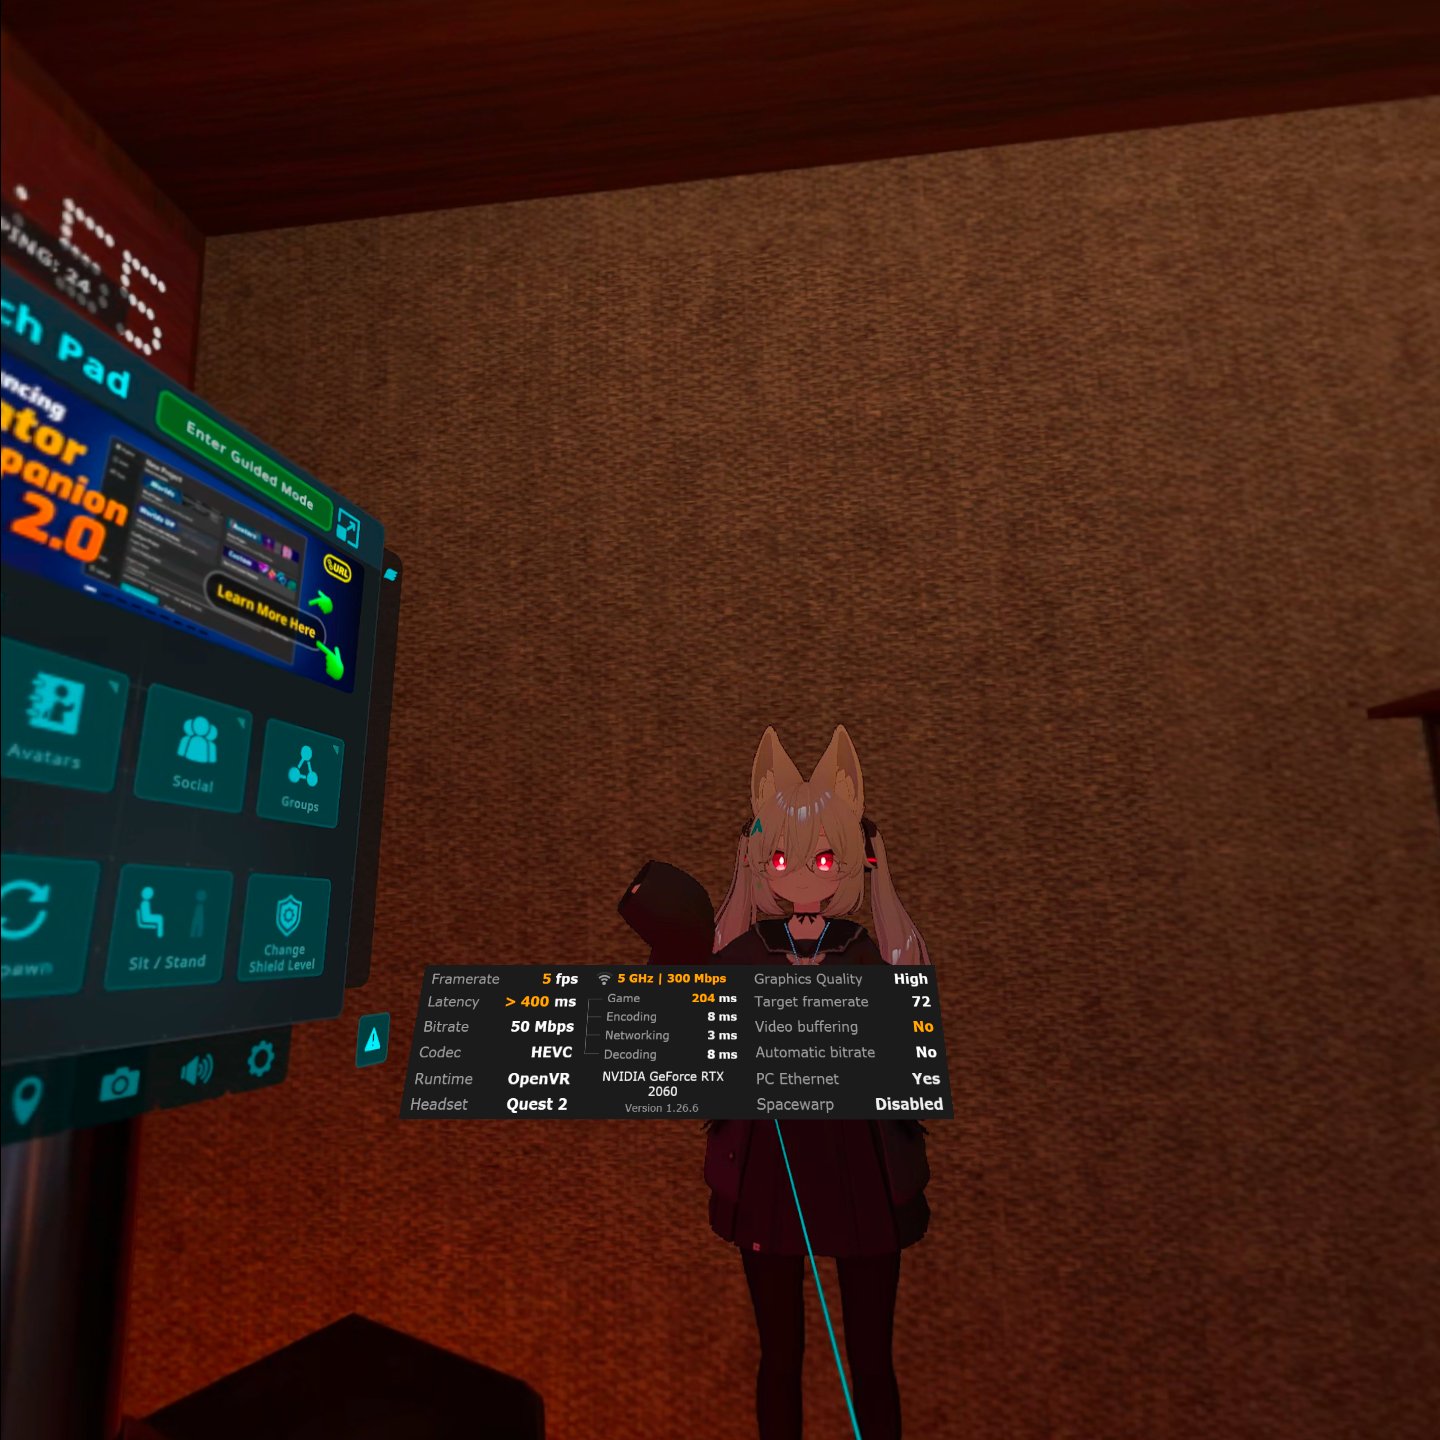 PING: 24
ch Pad
Enter Guided Mode
ncing
ator
panion
2.0
New Project
Avatars
URL
Learn More Here
Avatars
Social
Groups
pawn
Sit / Stand
Change
Shield Level
Framerate 5 fps
Latency > 400 ms
Bitrate 50 Mbps
Codec HEVC
Runtime OpenVR
Headset Quest 2
5 GHz | 300 Mbps
Game 204 ms
Encoding 8 ms
Networking 3 ms
Decoding 8 ms
NVIDIA GeForce RTX
2060
Version 1.26.6
Graphics Quality High
Target framerate 72
Video buffering No
Automatic bitrate No
PC Ethernet Yes
Spacewarp Disabled